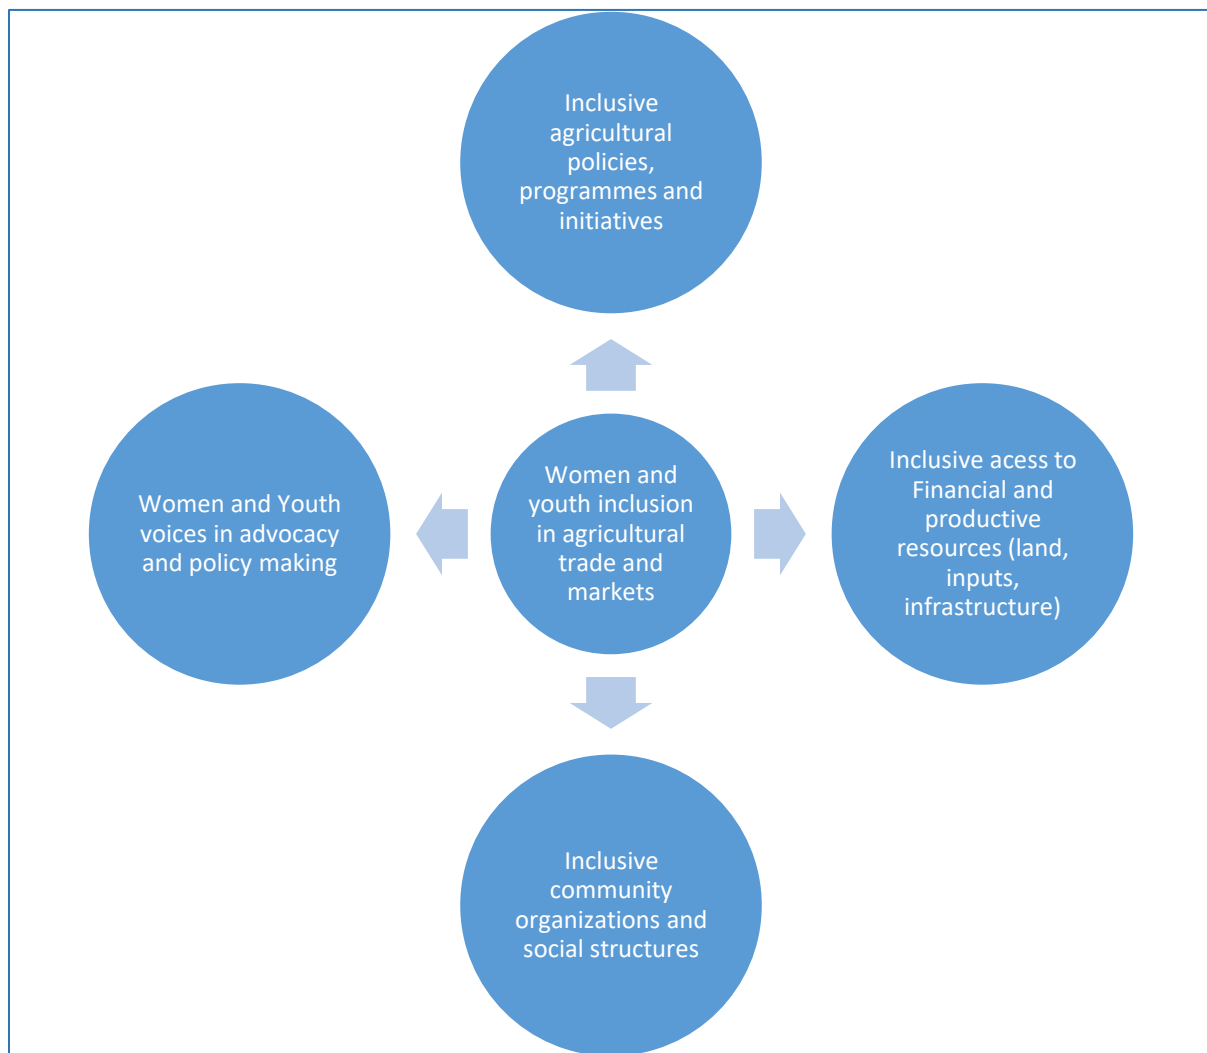 Inclusive
agricultural
policies,
programmes and
initiatives
Women and Youth
voices in advocacy
and policy making
Women and
youth inclusion
in agricultural
trade and
markets
Inclusive acess to
Financial and
productive
resources (land,
inputs,
infrastructure)
Inclusive
community
organizations and
social structures